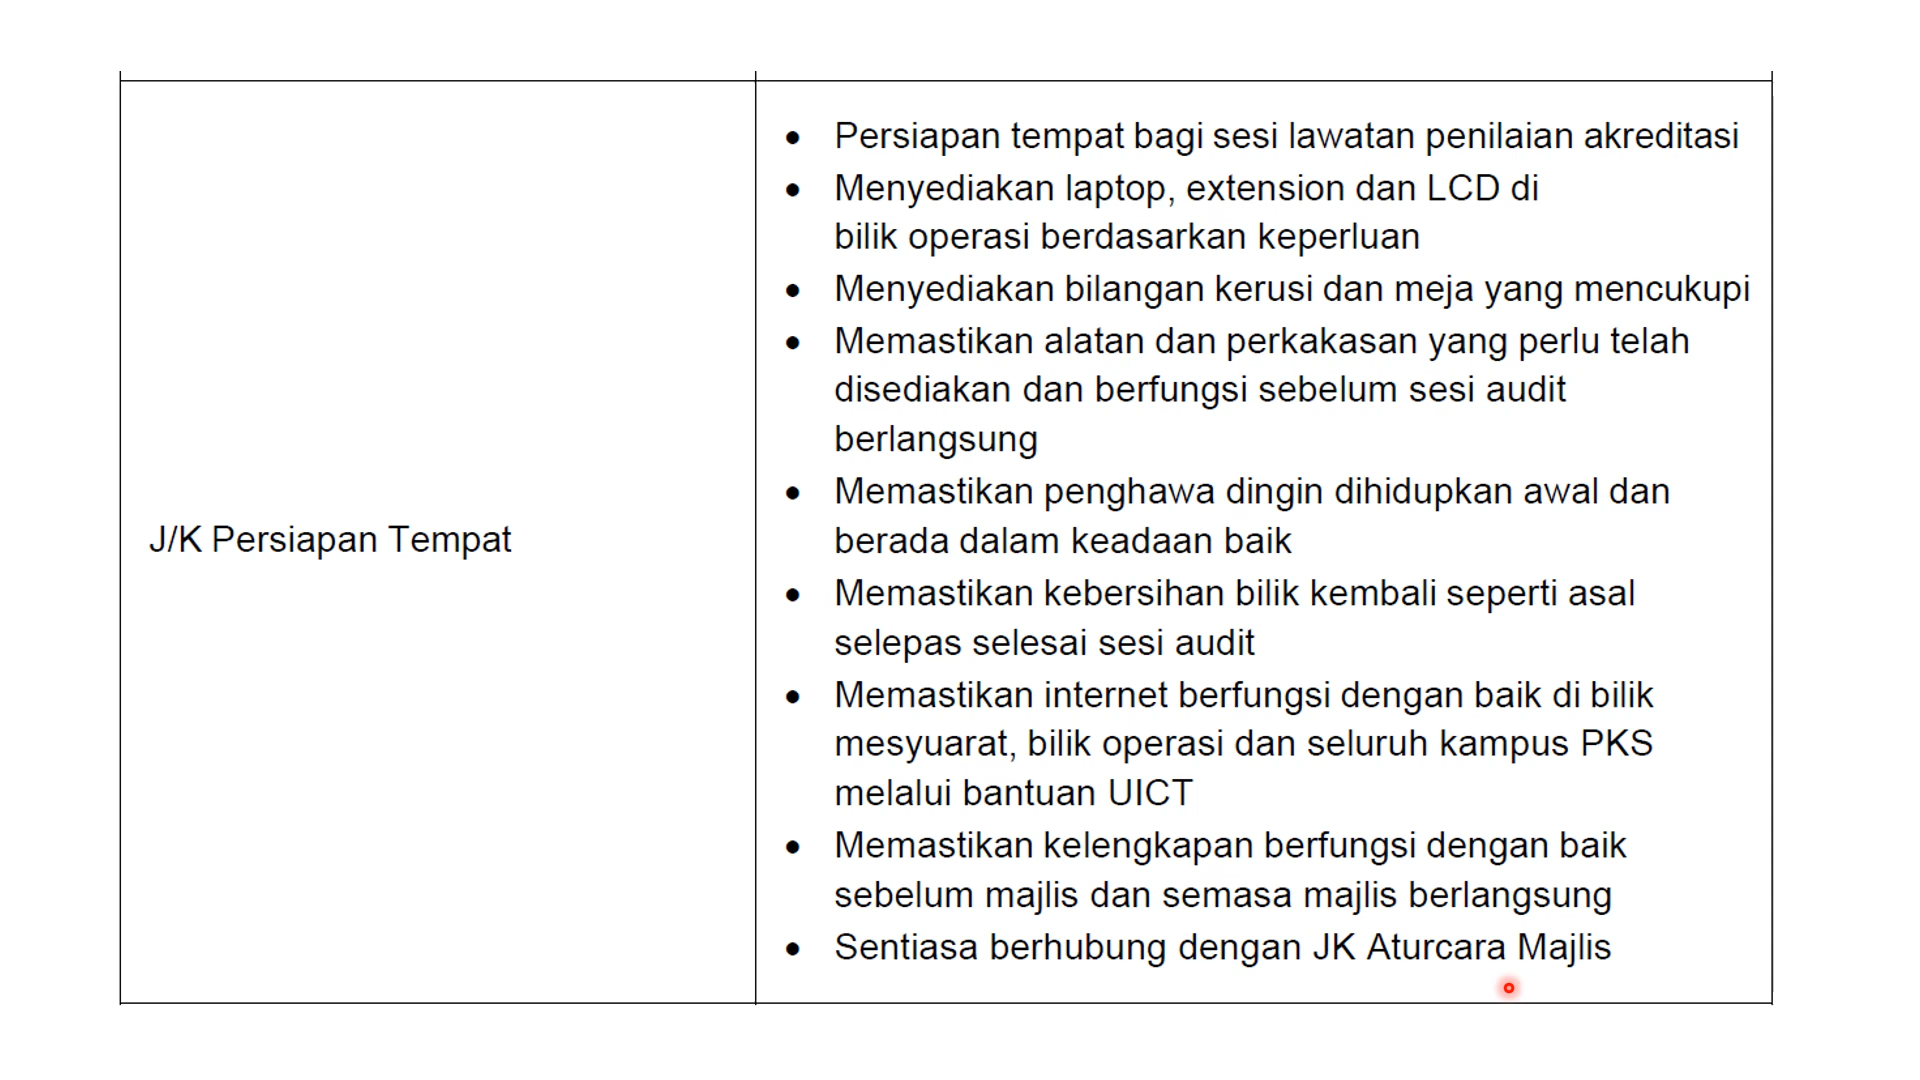 J/K Persiapan Tempat
● Persiapan tempat bagi sesi lawatan penilaian akreditasi
● Menyediakan laptop, extension dan LCD di
bilik operasi berdasarkan keperluan
● Menyediakan bilangan kerusi dan meja yang mencukupi
● Memastikan alatan dan perkakasan yang perlu telah
disediakan dan berfungsi sebelum sesi audit
berlangsung
● Memastikan penghawa dingin dihidupkan awal dan
berada dalam keadaan baik
● Memastikan kebersihan bilik kembali seperti asal
selepas selesai sesi audit
● Memastikan internet berfungsi dengan baik di bilik
mesyuarat, bilik operasi dan seluruh kampus PKS
melalui bantuan UICT
● Memastikan kelengkapan berfungsi dengan baik
sebelum majlis dan semasa majlis berlangsung
● Sentiasa berhubung dengan JK Aturcara Majlis